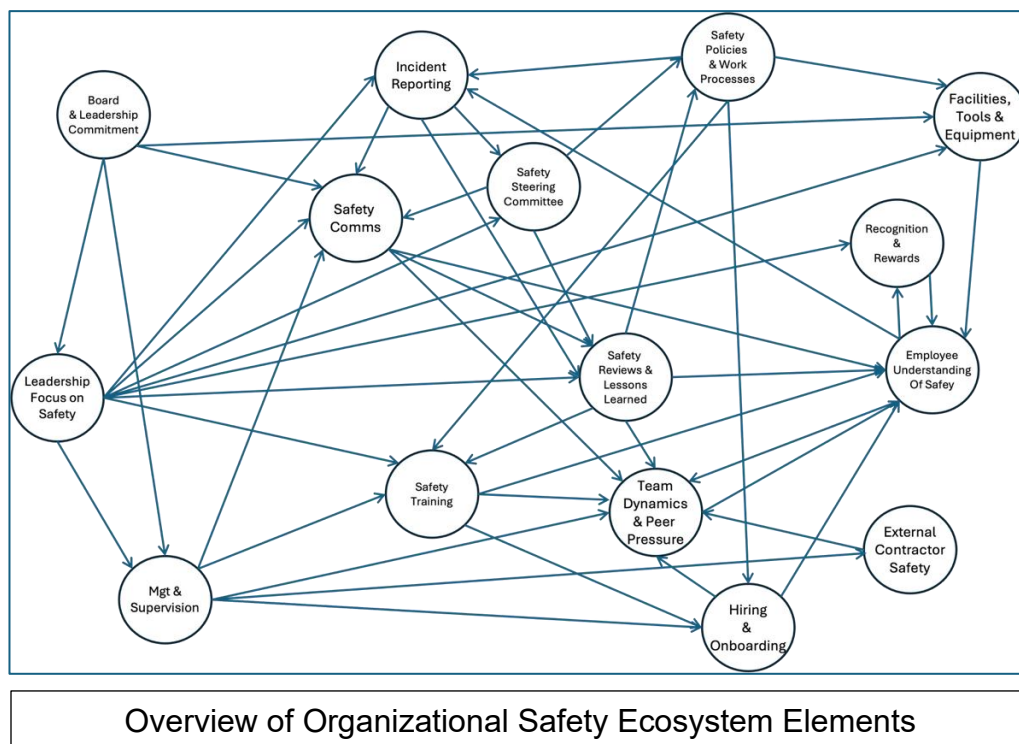 Safety
Policies
& Work
Processes
Incident
Reporting
Board
& Leadership
Commitment
Facilities,
Tools &
Equipment
Safety
Steering
Committee
Safety
Comms
Recognition
&
Rewards
Leadership
Focus on
Safety
Safety
Reviews &
Lessons
Learned
Employee
Understanding
Of Safey
Safety
Training
Team
Dynamics
& Peer
Pressure
External
Contractor
Safety
Mgt &
Supervision
Hiring
&
Onboarding
Overview of Organizational Safety Ecosystem Elements